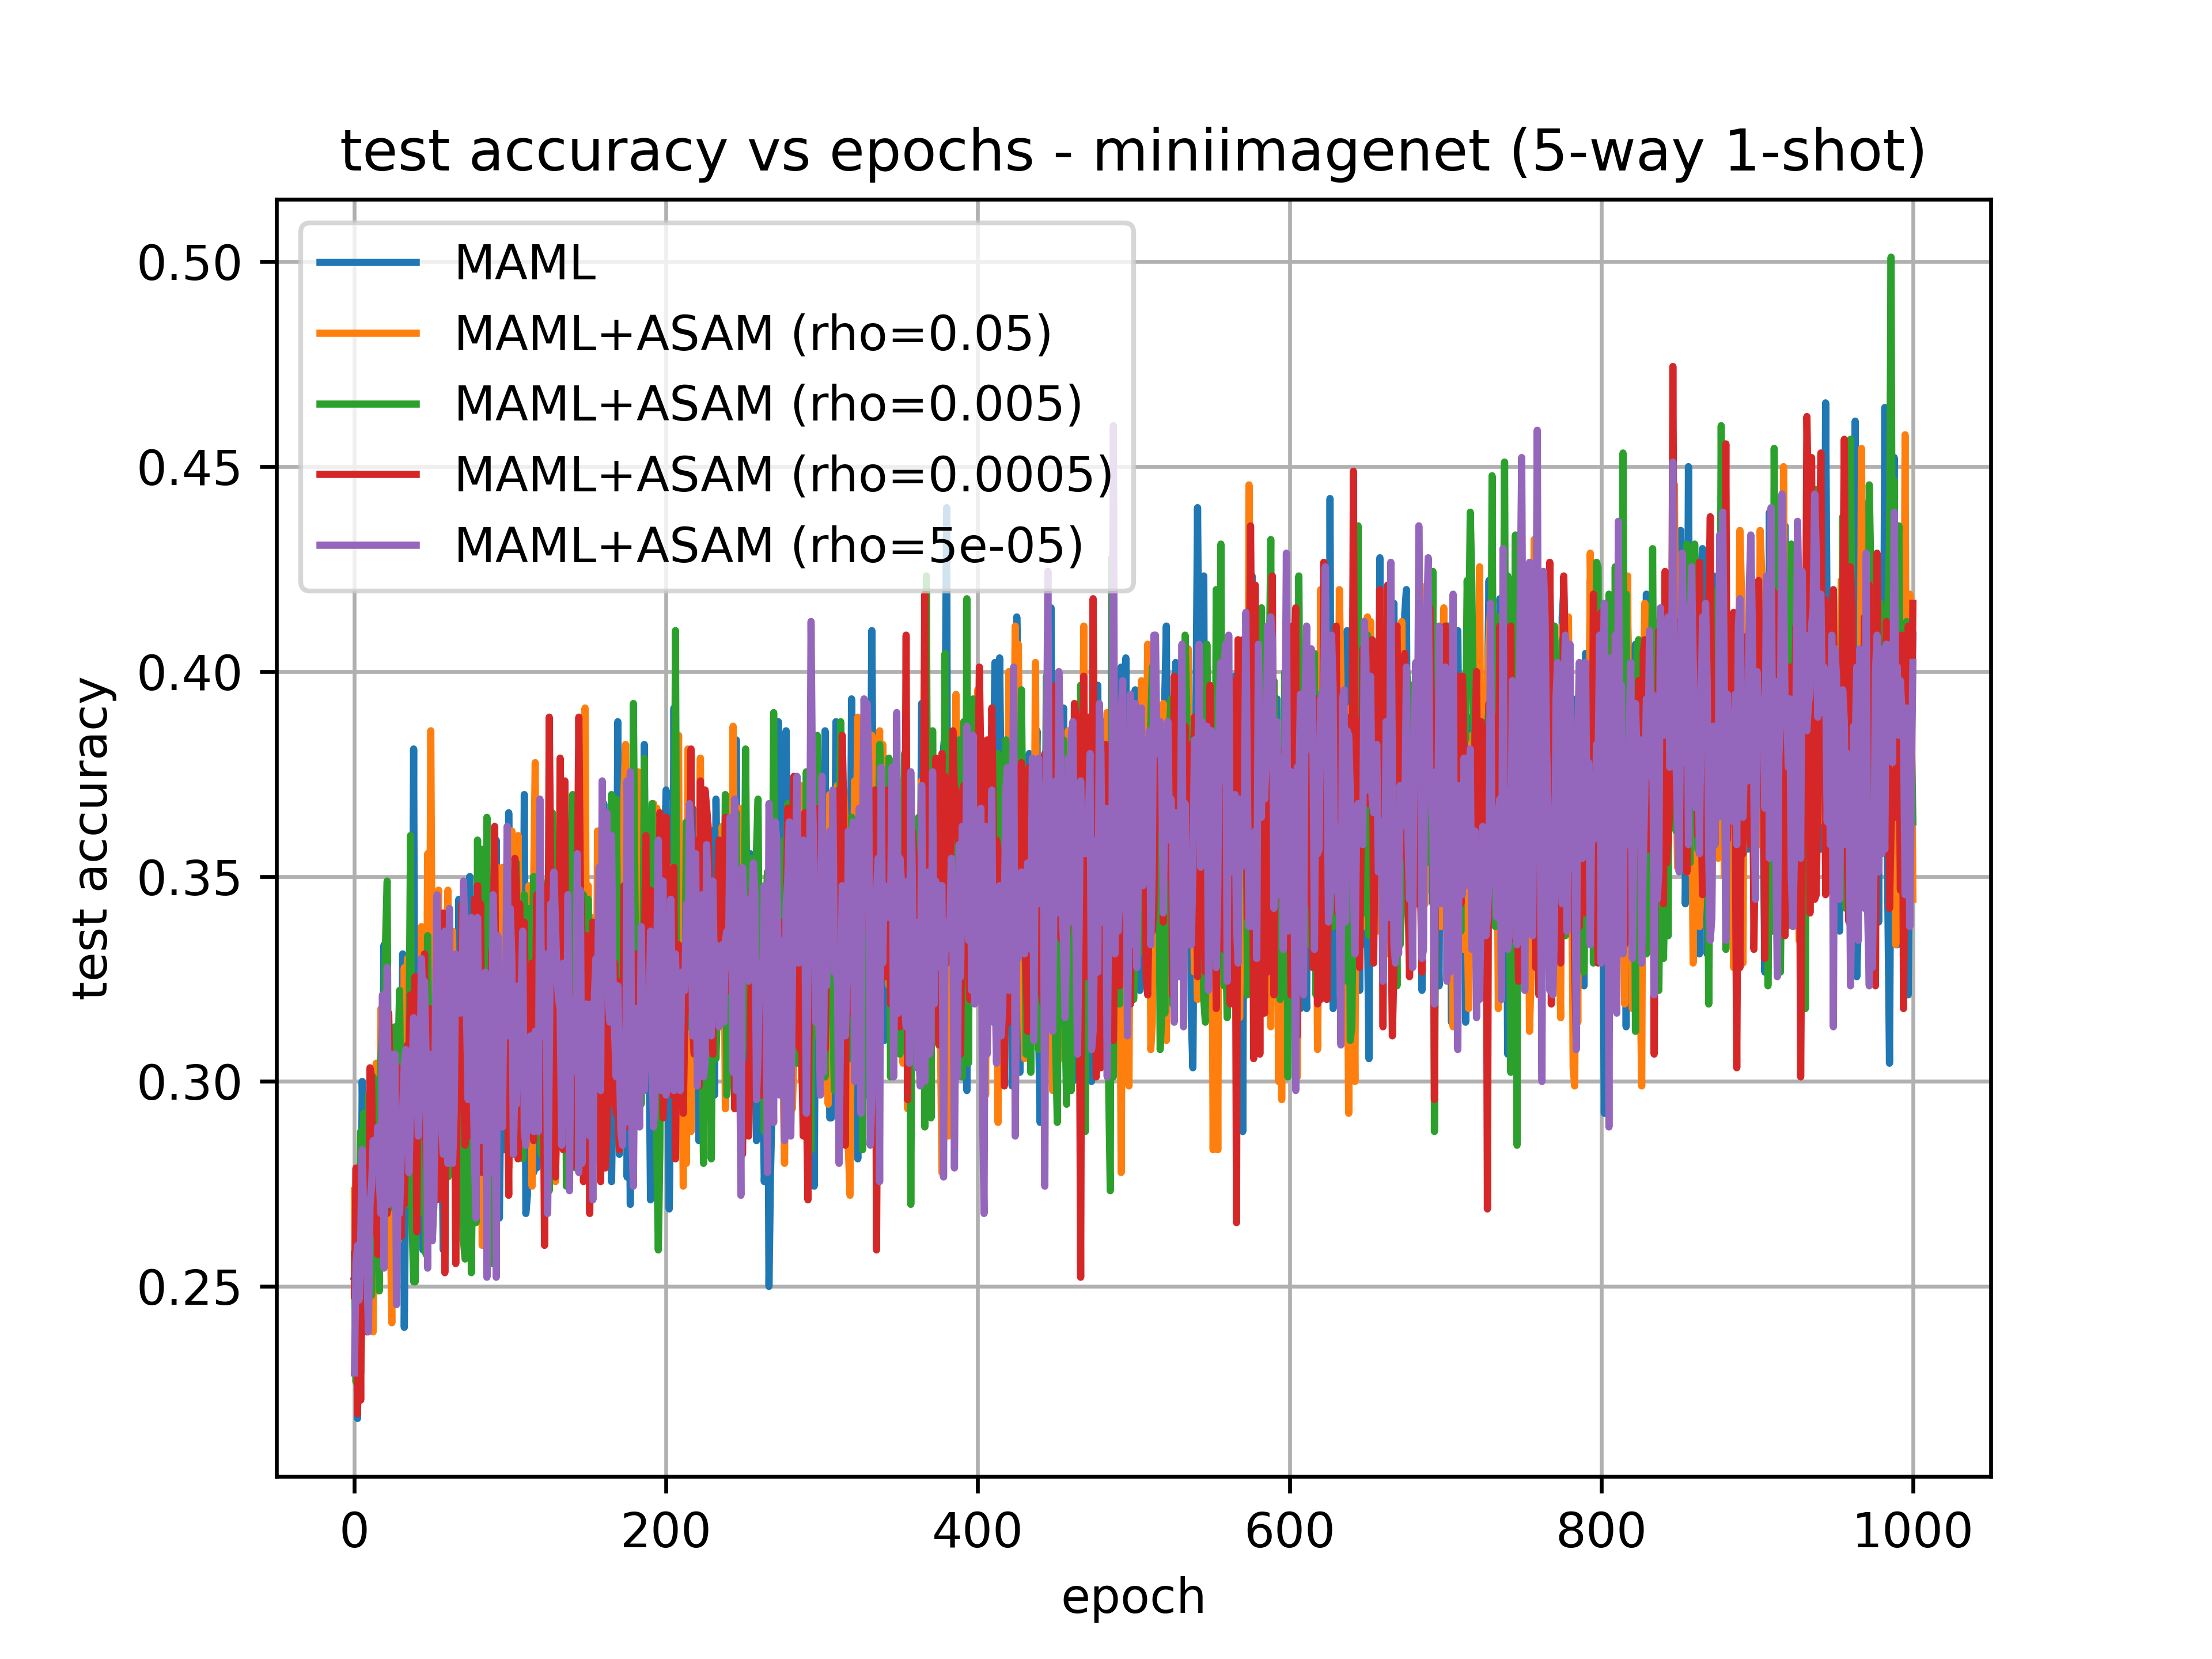 test accuracy vs epochs - miniimagenet (5-way 1-shot)
MAML
MAML+ASAM (rho=0.05)
MAML+ASAM (rho=0.005)
MAML+ASAM (rho=0.0005)
MAML+ASAM (rho=5e-05)
0.50
0.45
0.40
0.35
0.30
0.25
test accuracy
0 200 400 600 800 1000
epoch